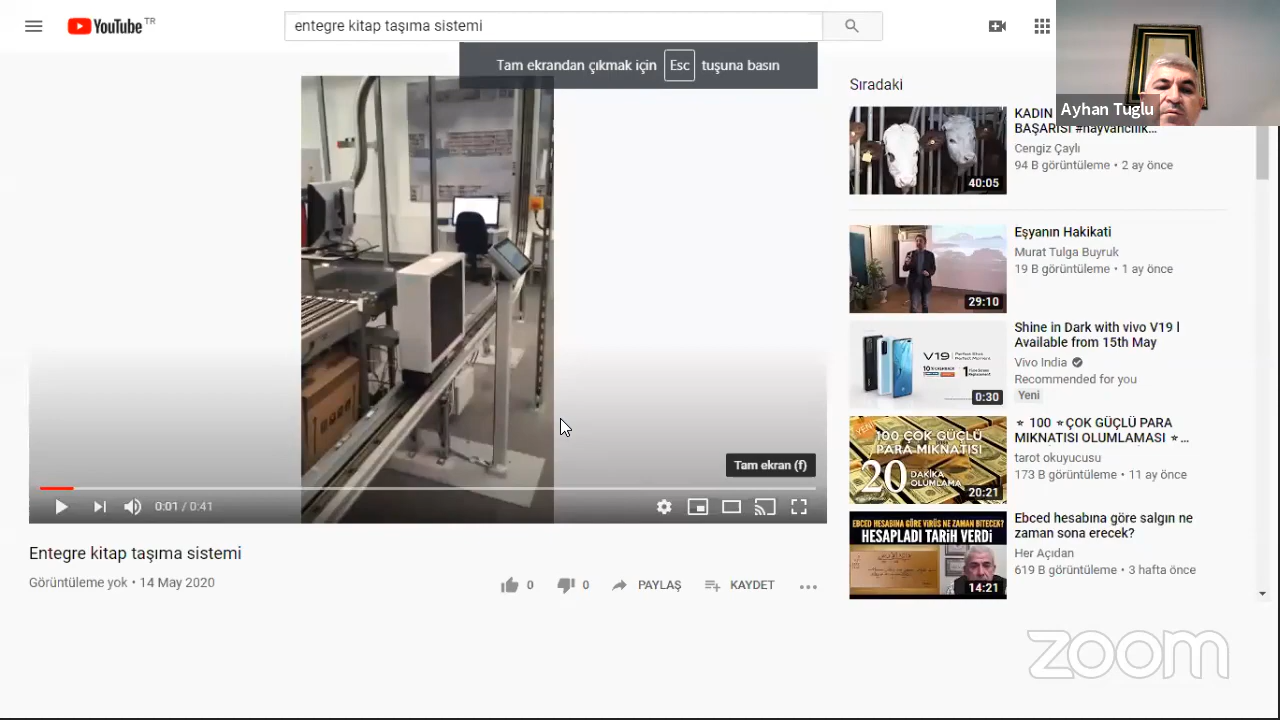 YouTube TR
entegre kitap taşıma sistemi
Tam ekrandan çıkmak için Esc tuşuna basın
Ayhan Tuglu
Sıradaki
KADIN
BAŞARISI #hayvancılık...
Cengiz Çaylı
94 B görüntüleme • 2 ay önce
40:05
Eşyanın Hakikati
Murat Tulga Buyruk
19 B görüntüleme • 1 ay önce
29:10
Shine in Dark with vivo V19 l
Available from 15th May
Vivo India
Recommended for you
Yeni
V19
0:30
⭐ 100 ⭐ÇOK GÜÇLÜ PARA
MIKNATISI OLUMLAMASI ⭐...
tarot okuyucusu
173 B görüntüleme • 11 ay önce
YENİ
100 ÇOK GÜÇLÜ
PARA MIKNATISI
20 DAKİKA
OLUMLAMA
20:21
Ebced hesabına göre salgın ne
zaman sona erecek?
Her Açıdan
619 B görüntüleme • 3 hafta önce
EBCED HESABINA GÖRE VİRÜS NE ZAMAN BİTECEK?
HESAPLADI TARİH VERDİ
14:21
Tam ekran (f)
0:01 / 0:41
Entegre kitap taşıma sistemi
Görüntüleme yok • 14 May 2020
0
0
PAYLAŞ
KAYDET
zoom